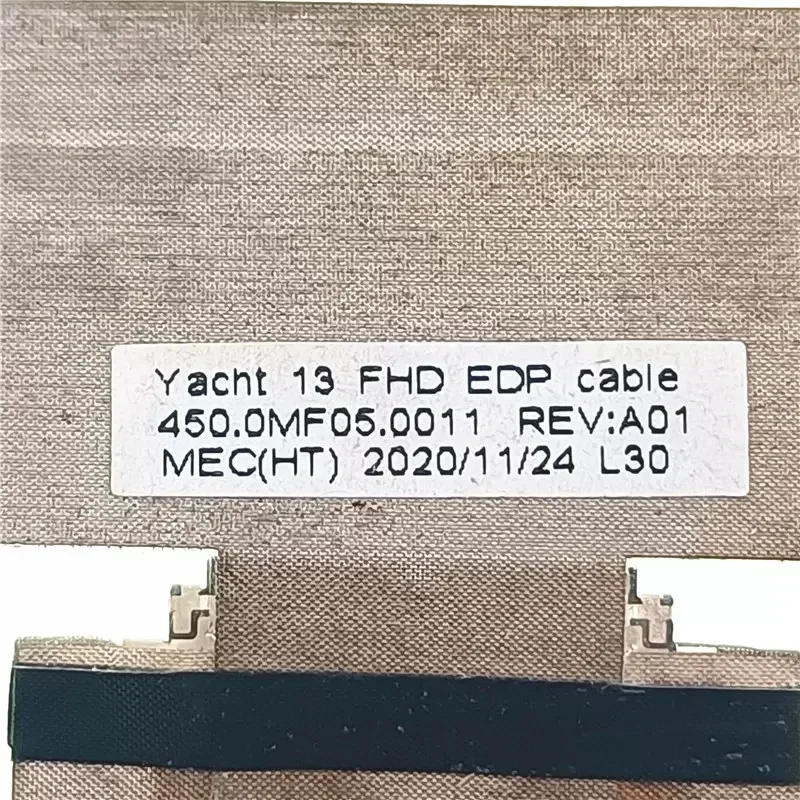 Yacht 13 FHD EDP cable
450.0MF05.0011 REV:A01
MEC(HT) 2020/11/24 L30